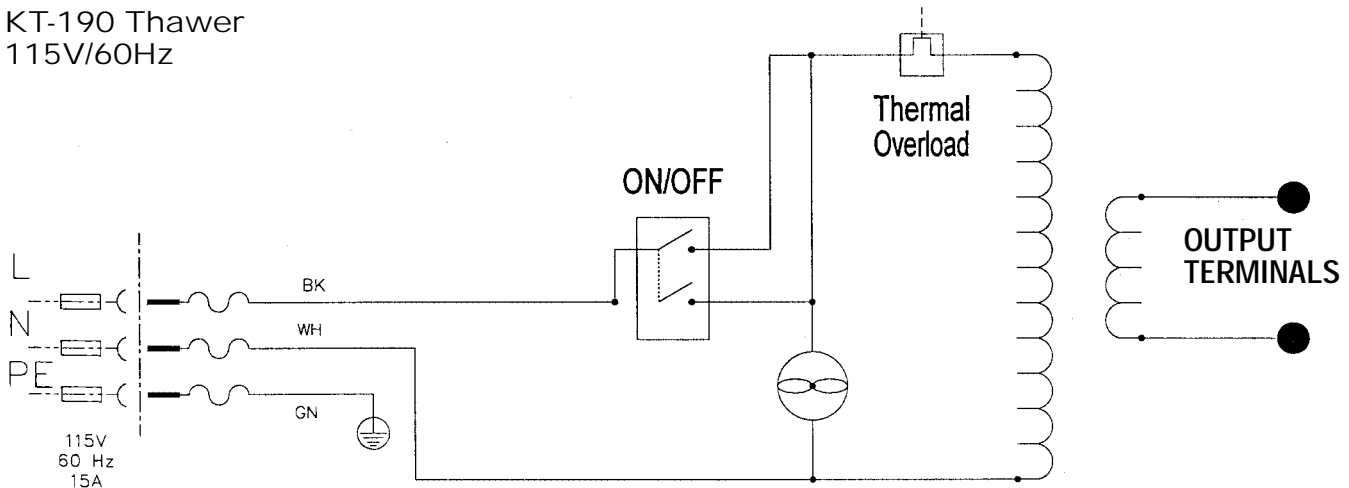 KT-190 Thawer
115V/60Hz
Thermal
Overload
ON/OFF
OUTPUT
TERMINALS
L
BK
N
WH
PE
GN
115V
60 Hz
15A